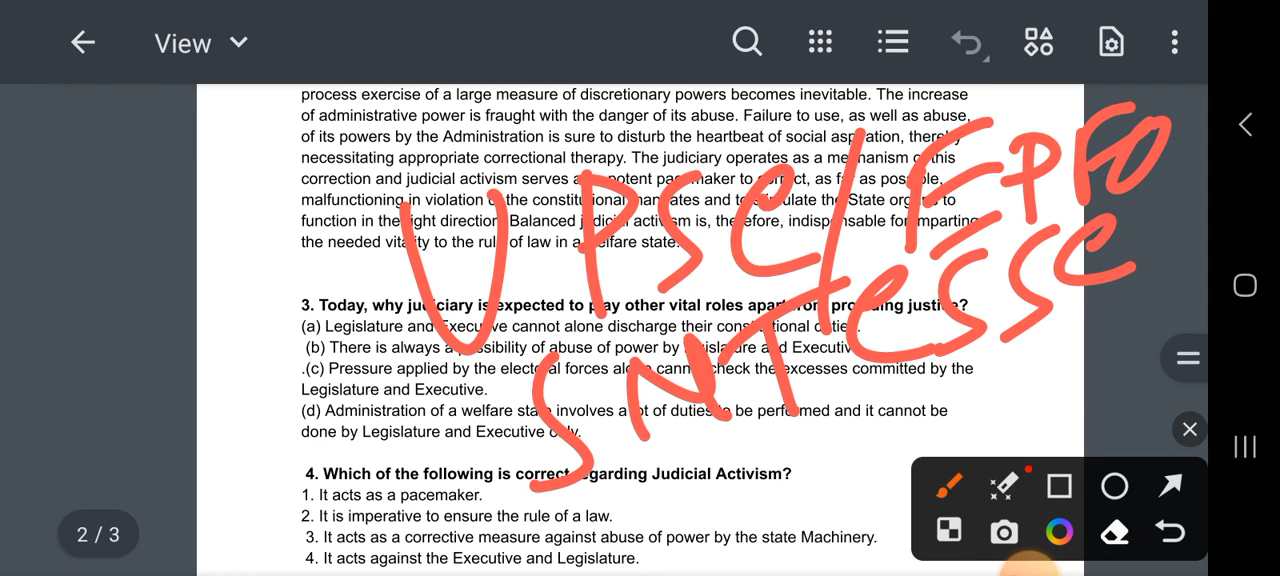 View
process exercise of a large measure of discretionary powers becomes inevitable. The increase
of administrative power is fraught with the danger of its abuse. Failure to use, as well as abuse,
of its powers by the Administration is sure to disturb the heartbeat of social aspiration, thereby
necessitating appropriate correctional therapy. The judiciary operates as a mechanism of this
correction and judicial activism serves as a potent pacemaker to correct, as far as possible,
malfunctioning in violation of the constitutional mandates and to stimulate the State organs to
function in the right direction. Balanced judicial activism is, therefore, indispensable for imparting
the needed vitality to the rule of law in a welfare state.
UPSC/EPFO
SNTESSC
3. Today, why judiciary is expected to play other vital roles apart from providing justice?
(a) Legislature and Executive cannot alone discharge their constitutional duties.
(b) There is always a possibility of abuse of power by Legislature and Executive
.(c) Pressure applied by the electoral forces alone cannot check the excesses committed by the
Legislature and Executive.
(d) Administration of a welfare state involves a lot of duties to be performed and it cannot be
done by Legislature and Executive only.
4. Which of the following is correct regarding Judicial Activism?
1. It acts as a pacemaker.
2. It is imperative to ensure the rule of a law.
3. It acts as a corrective measure against abuse of power by the state Machinery.
4. It acts against the Executive and Legislature.
2 / 3